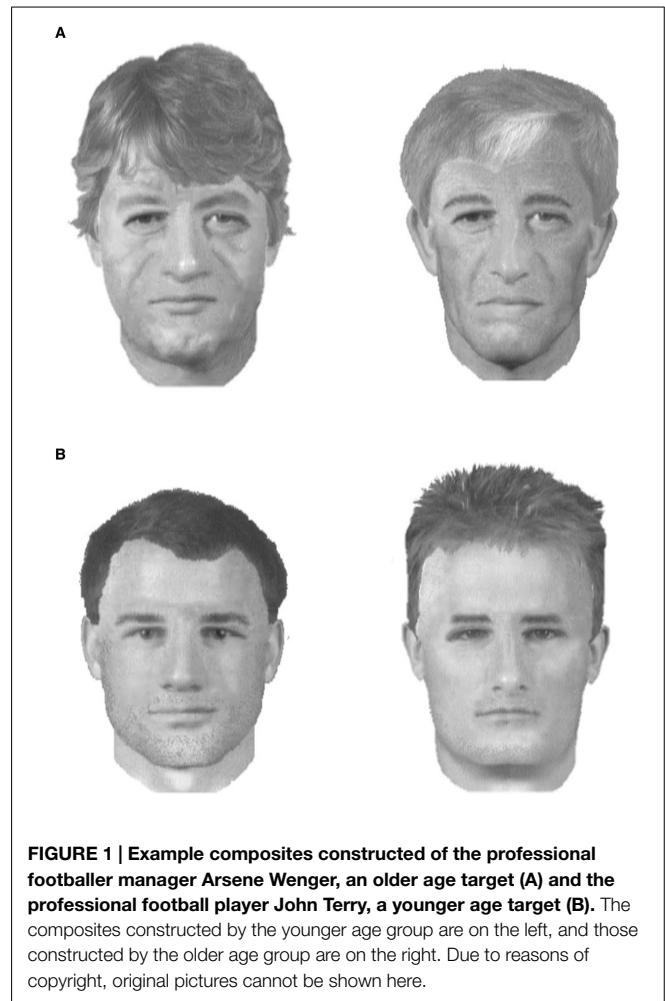 A
B
FIGURE 1 | Example composites constructed of the professional
footballer manager Arsene Wenger, an older age target (A) and the
professional football player John Terry, a younger age target (B). The
composites constructed by the younger age group are on the left, and those
constructed by the older age group are on the right. Due to reasons of
copyright, original pictures cannot be shown here.